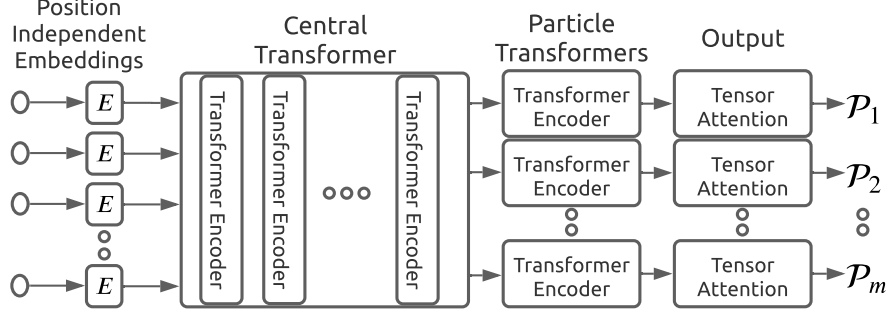 Position
Independent
Embeddings
Central
Transformer
Particle
Transformers
Output
E
E
E
E
Transformer Encoder
Transformer Encoder
Transformer Encoder
Transformer
Encoder
Tensor
Attention
P1
Transformer
Encoder
Tensor
Attention
P2
Transformer
Encoder
Tensor
Attention
Pm